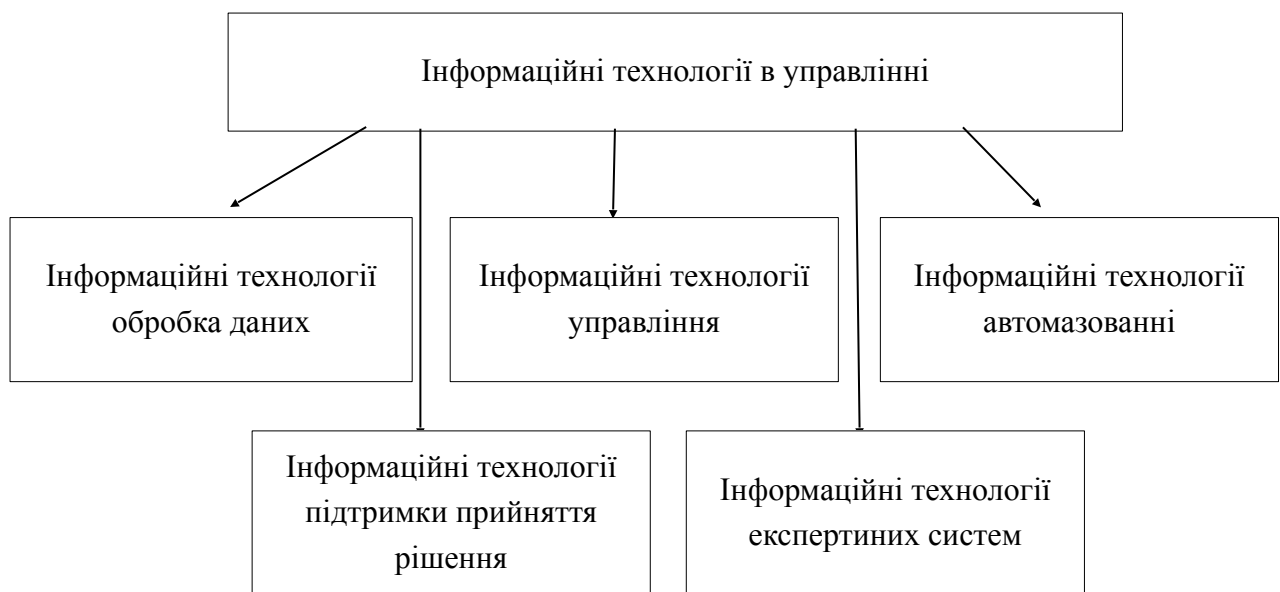 Інформаційні технології в управлінні
Інформаційні технології
обробка даних
Інформаційні технології
управління
Інформаційні технології
автомазованні
Інформаційні технології
підтримки прийняття
рішення
Інформаційні технології
експертиних систем